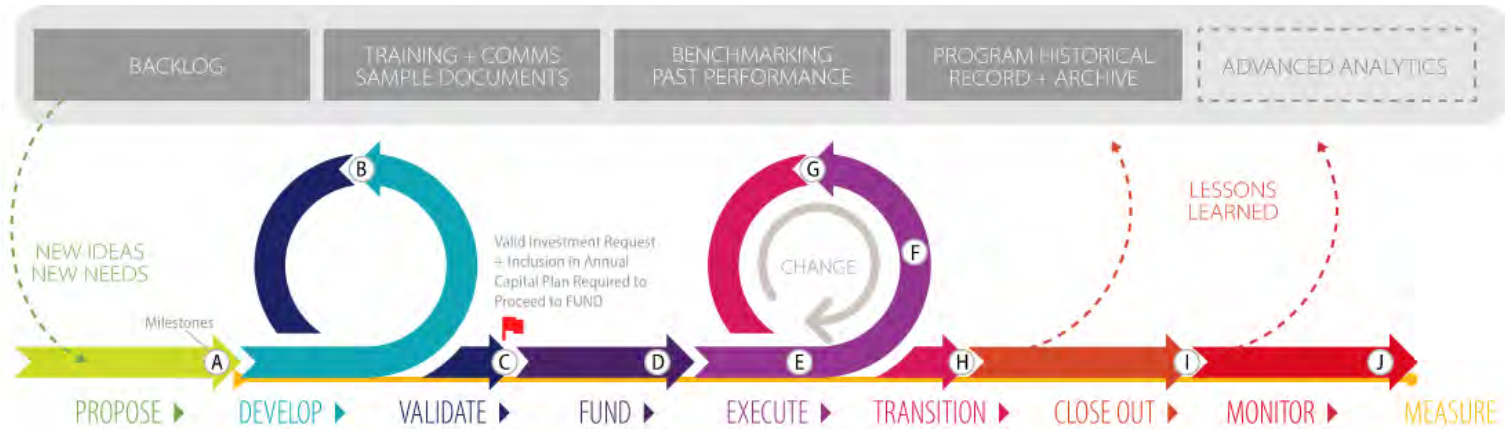 BACKLOG
TRAINING + COMMS
SAMPLE DOCUMENTS
BENCHMARKING
PAST PERFORMANCE
PROGRAM HISTORICAL
RECORD + ARCHIVE
ADVANCED ANALYTICS
B
G
LESSONS
LEARNED
NEW IDEAS
NEW NEEDS
Valid Investment Request
+ Inclusion in Annual
Capital Plan Required to
Proceed to FUND
CHANGE
F
Milestones
A
C
D
E
H
I
J
PROPOSE
DEVELOP
VALIDATE
FUND
EXECUTE
TRANSITION
CLOSE OUT
MONITOR
MEASURE